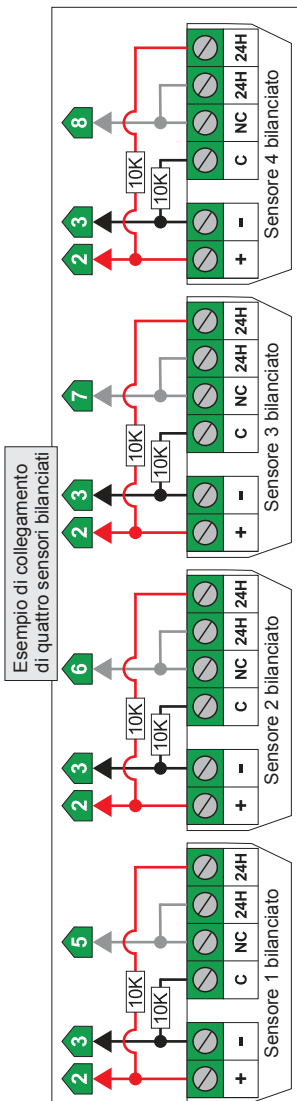 Esempio di collegamento
di quattro sensori bilanciati
2
3
5
10K
10K
+
-
C
NC
24H
24H
Sensore 1 bilanciato
2
3
6
10K
10K
+
-
C
NC
24H
24H
Sensore 2 bilanciato
2
3
7
10K
10K
+
-
C
NC
24H
24H
Sensore 3 bilanciato
2
3
8
10K
10K
+
-
C
NC
24H
24H
Sensore 4 bilanciato